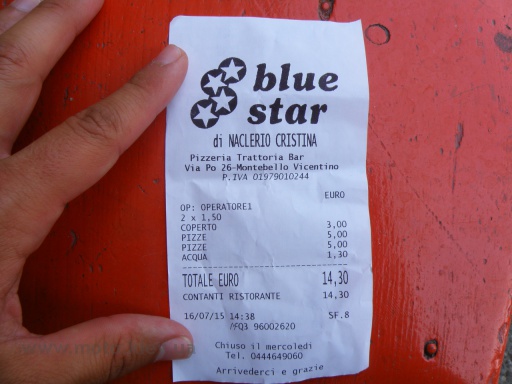 blue
star
di NACLERIO CRISTINA
Pizzeria Trattoria Bar
Via Po 26-Montebello Vicentino
P.IVA 01979010244
EURO
OP: OPERATORE1
2 x 1,50
COPERTO 3,00
PIZZE 5,00
PIZZE 5,00
ACQUA 1,30
TOTALE EURO 14,30
CONTANTI RISTORANTE 14,30
16/07/15 14:38 SF.8
96002620
Chiuso il mercoledi
Tel. 0444649060
Arrivederci e grazie